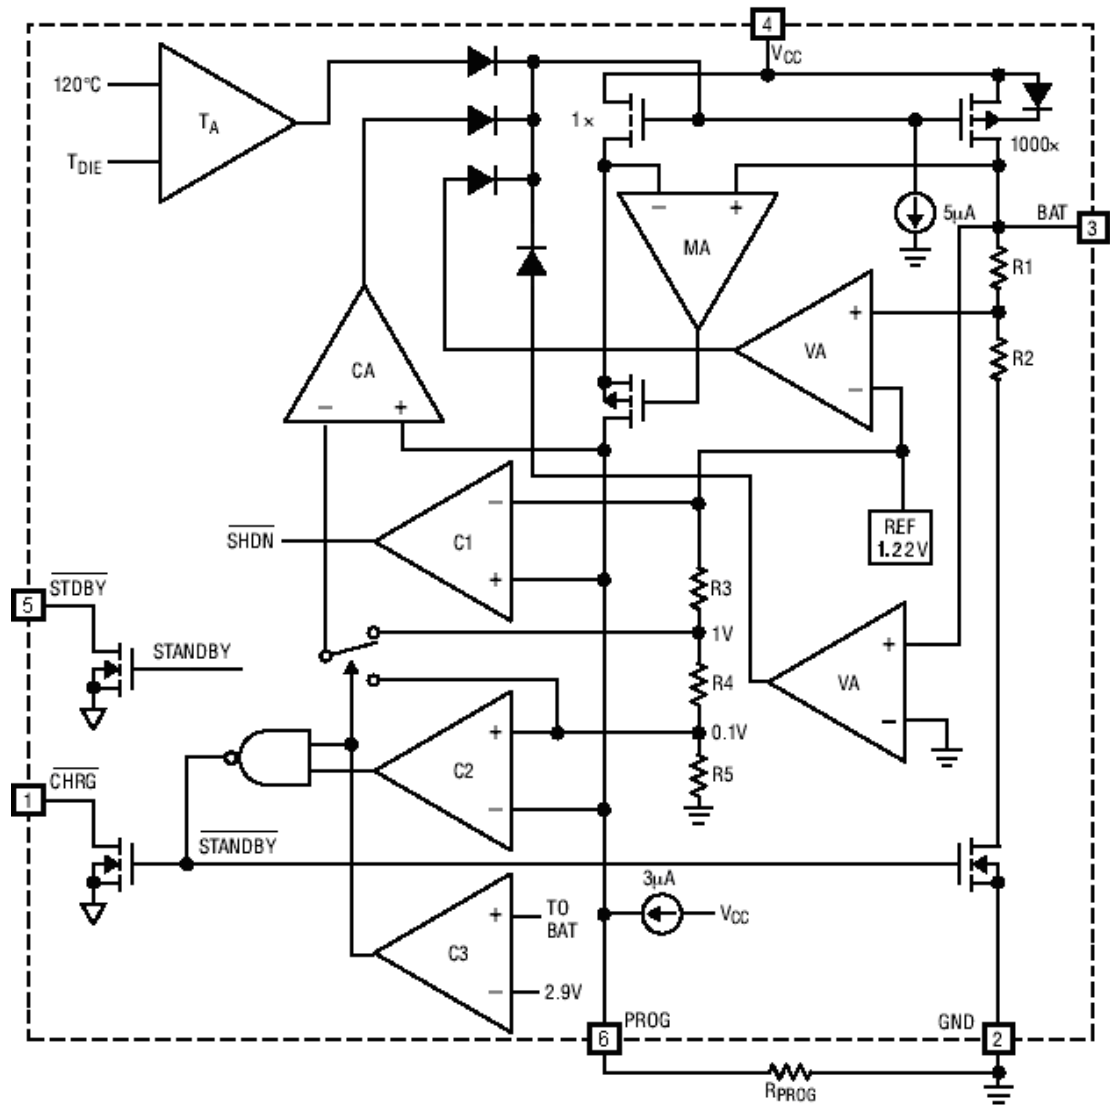 4
VCC
120°C
TA
TDIE
1×
1000×
5μA
BAT
3
− +
MA
R1
+
VA
−
R2
CA
− +
REF
1.22V
SHDN
−
C1
+
R3
5
STDBY
STANDBY
1V
+
VA
−
R4
0.1V
+
C2
−
R5
1
CHRG
STANDBY
3μA
VCC
+
TO
BAT
C3
−
2.9V
PROG
6
GND
2
RPROG